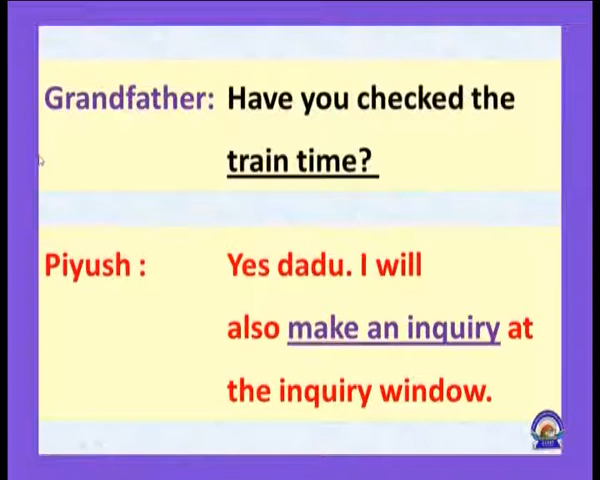 Grandfather: Have you checked the
train time?
Piyush : Yes dadu. I will
also make an inquiry at
the inquiry window.